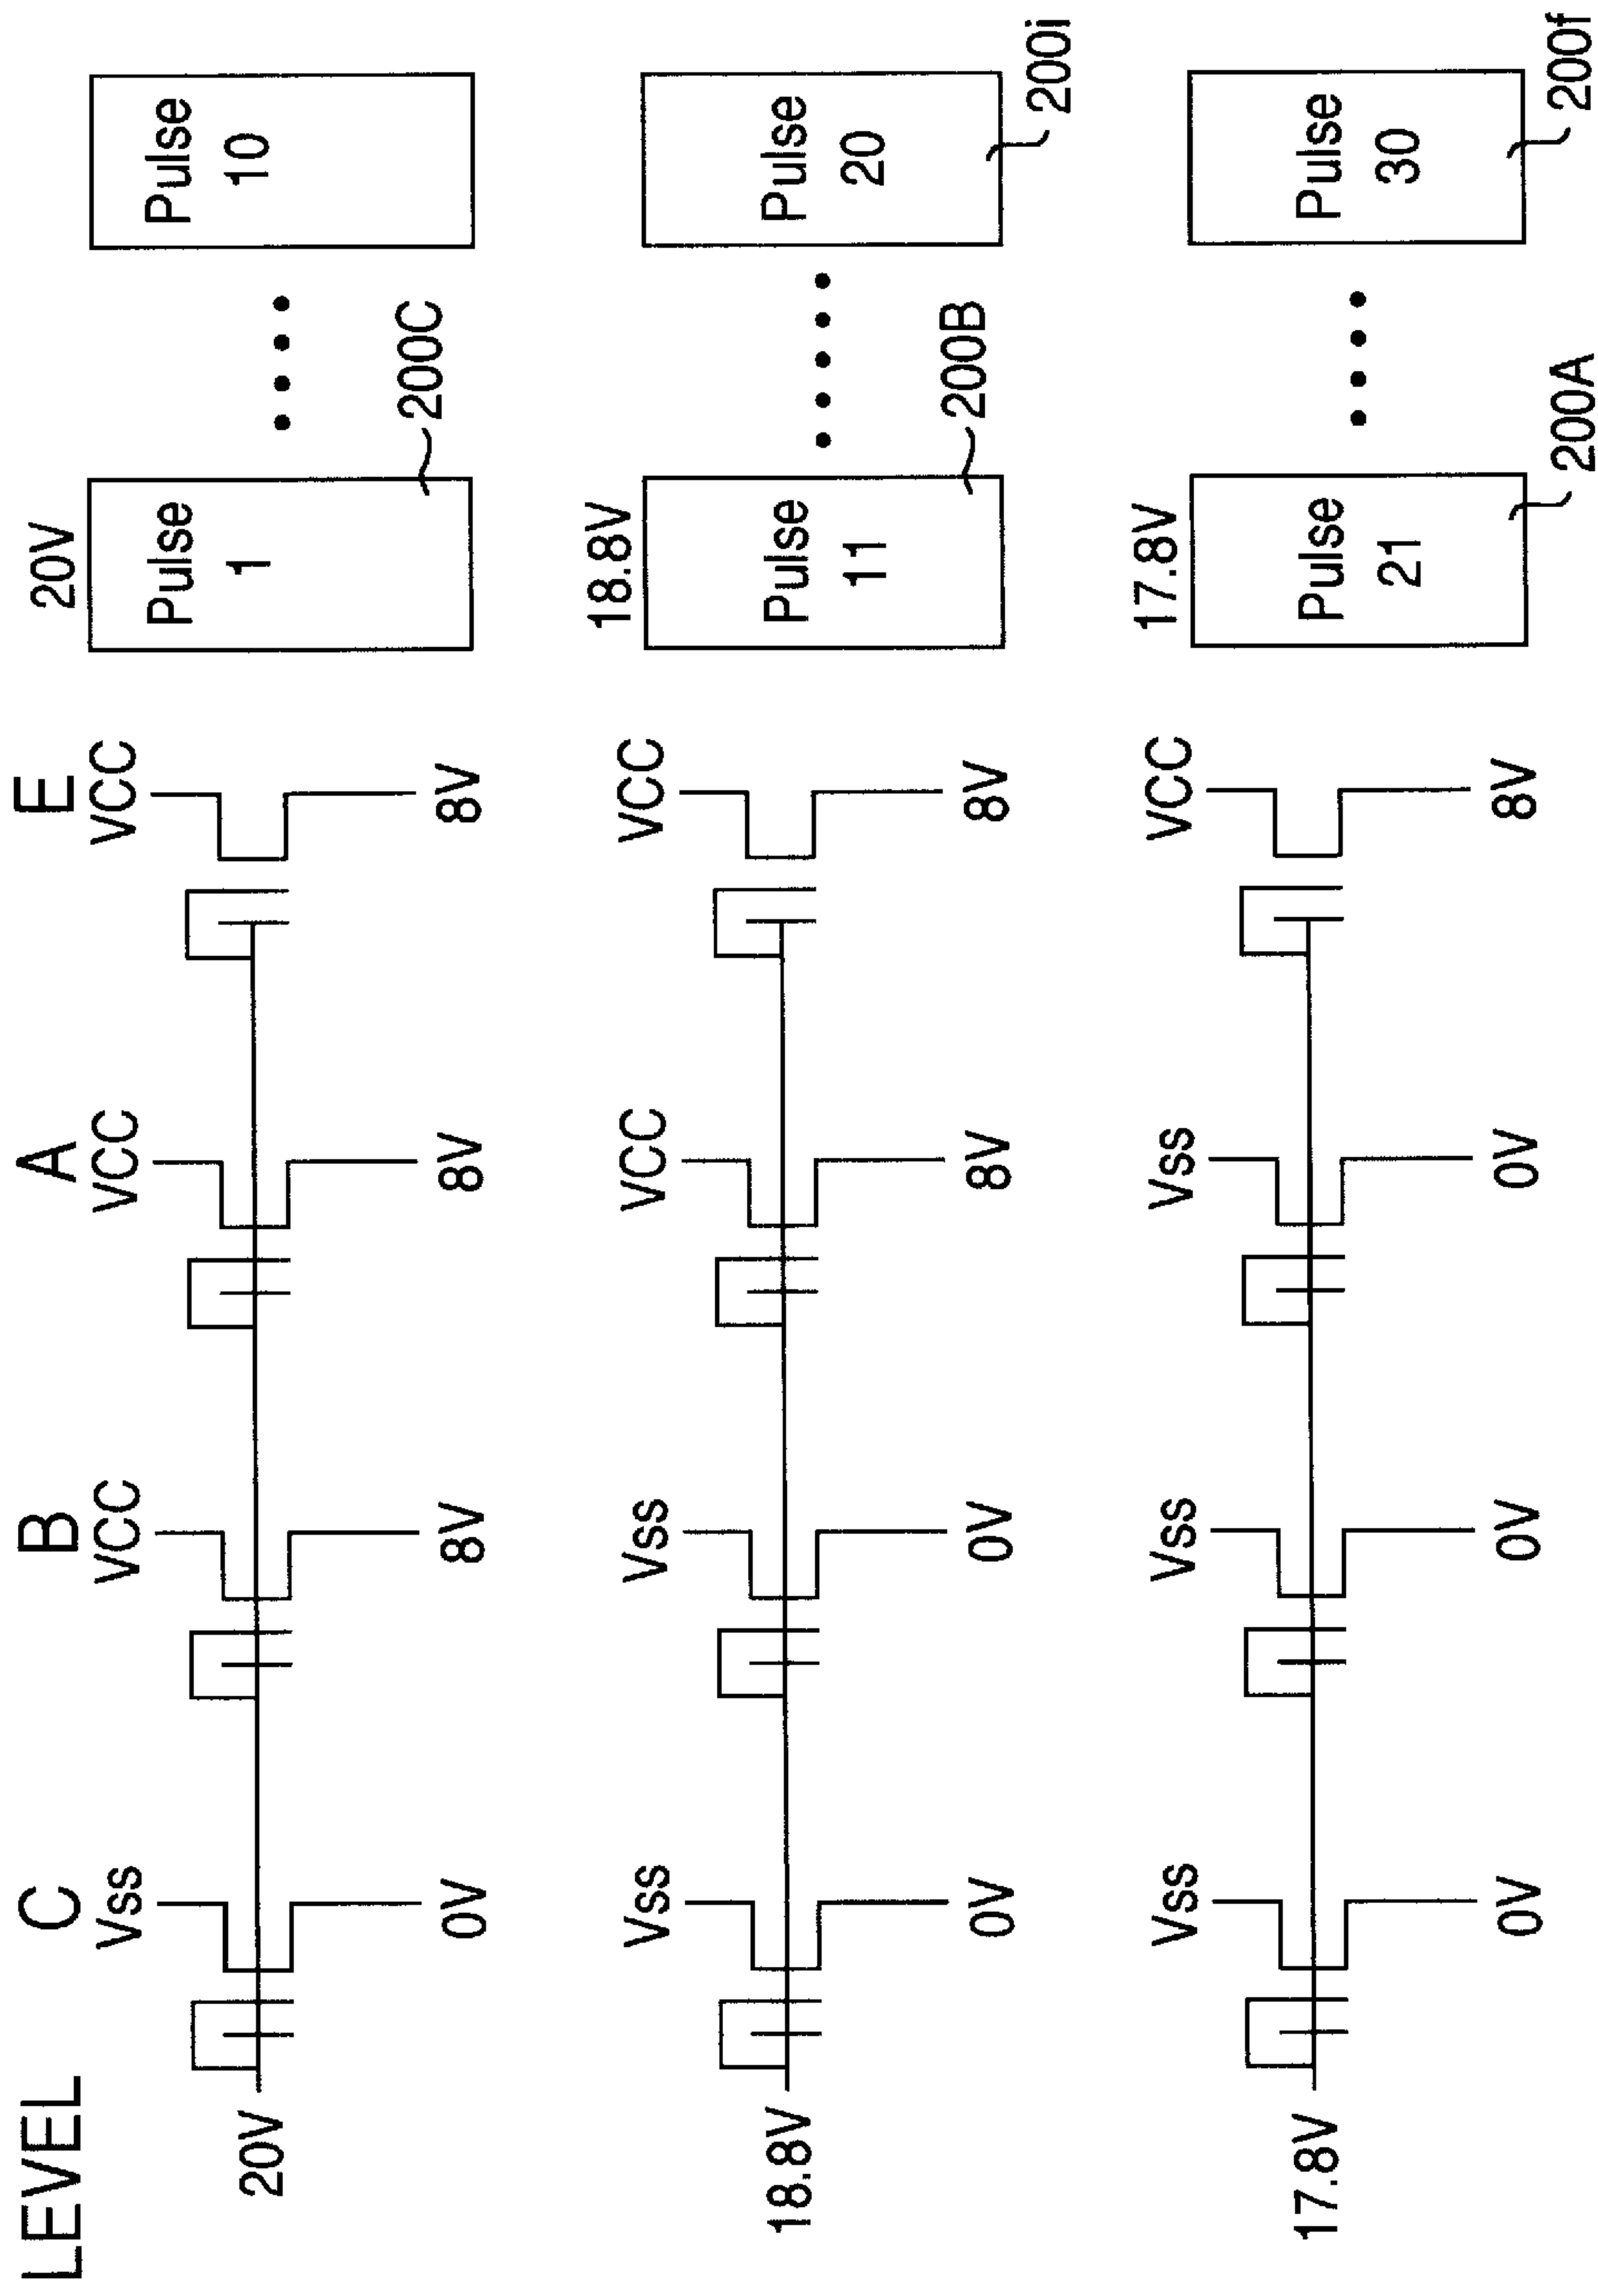 LEVEL C B A E
Vss VCC VCC VCC 20V
20V
0V 8V 8V 8V
Pulse 1
Pulse 10
200C
Vss Vss VCC VCC 18.8V
18.8V
0V 0V 8V 8V
Pulse 11
Pulse 20
200B
200i
Vss Vss Vss VCC 17.8V
17.8V
0V 0V 0V 8V
Pulse 21
Pulse 30
200A
200f